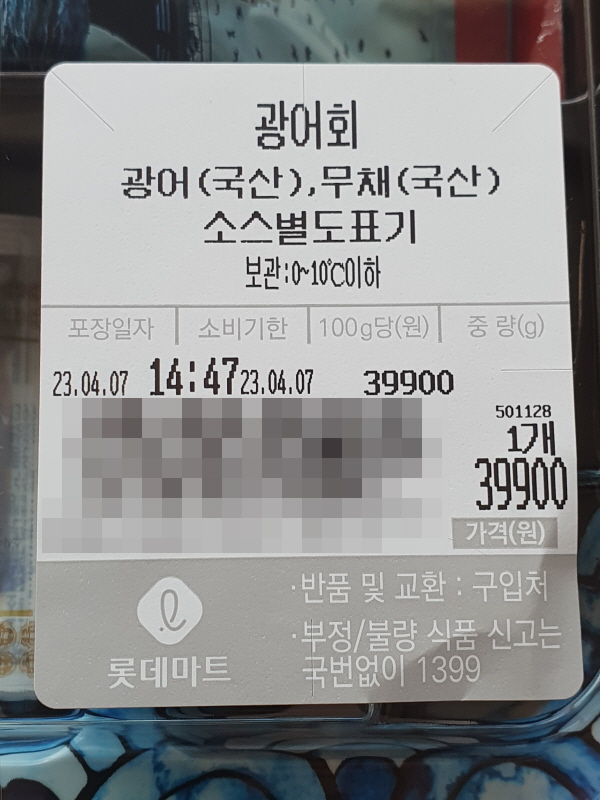 광어회
광어(국산),무채(국산)
소스별도표기
보관:0~10℃이하
포장일자 소비기한 100g당(원) 중 량(g)
23.04.07 14:47 23.04.07 39900
501128
1개
39900
가격(원)
롯데마트
·반품 및 교환 : 구입처
·부정/불량 식품 신고는
국번없이 1399